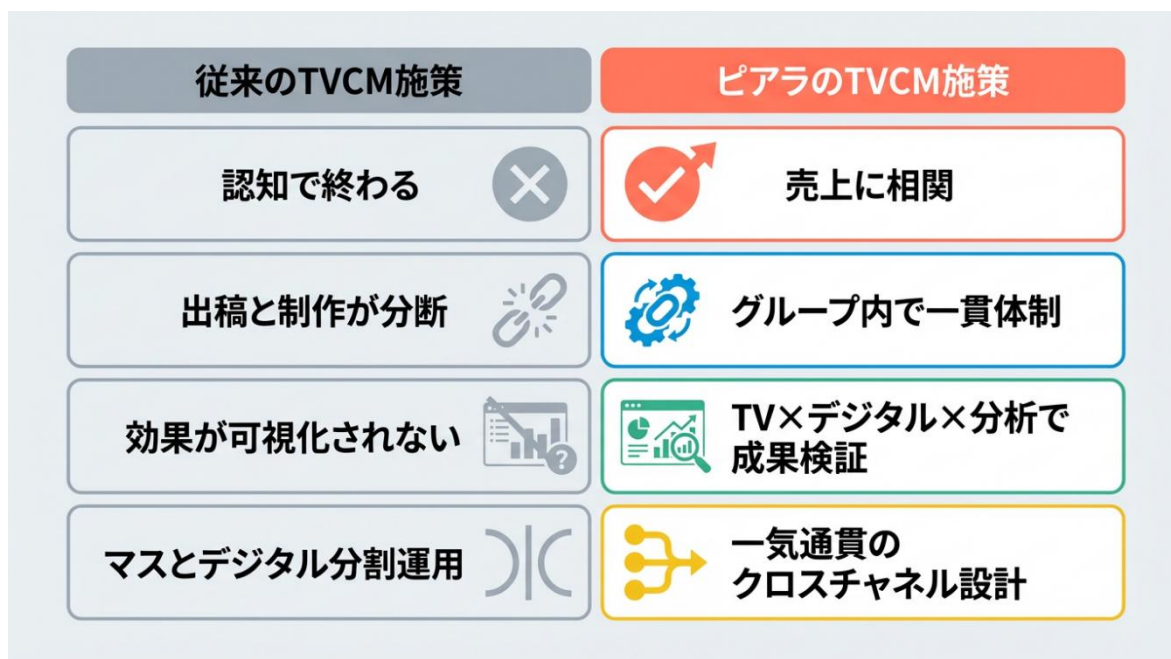 従来のTVCM施策
ピアラのTVCM施策
認知で終わる
売上に相関
出稿と制作が分断
グループ内で一貫体制
効果が可視化されない
?
TV×デジタル×分析で
成果検証
マスとデジタル分割運用
一気通貫の
クロスチャネル設計